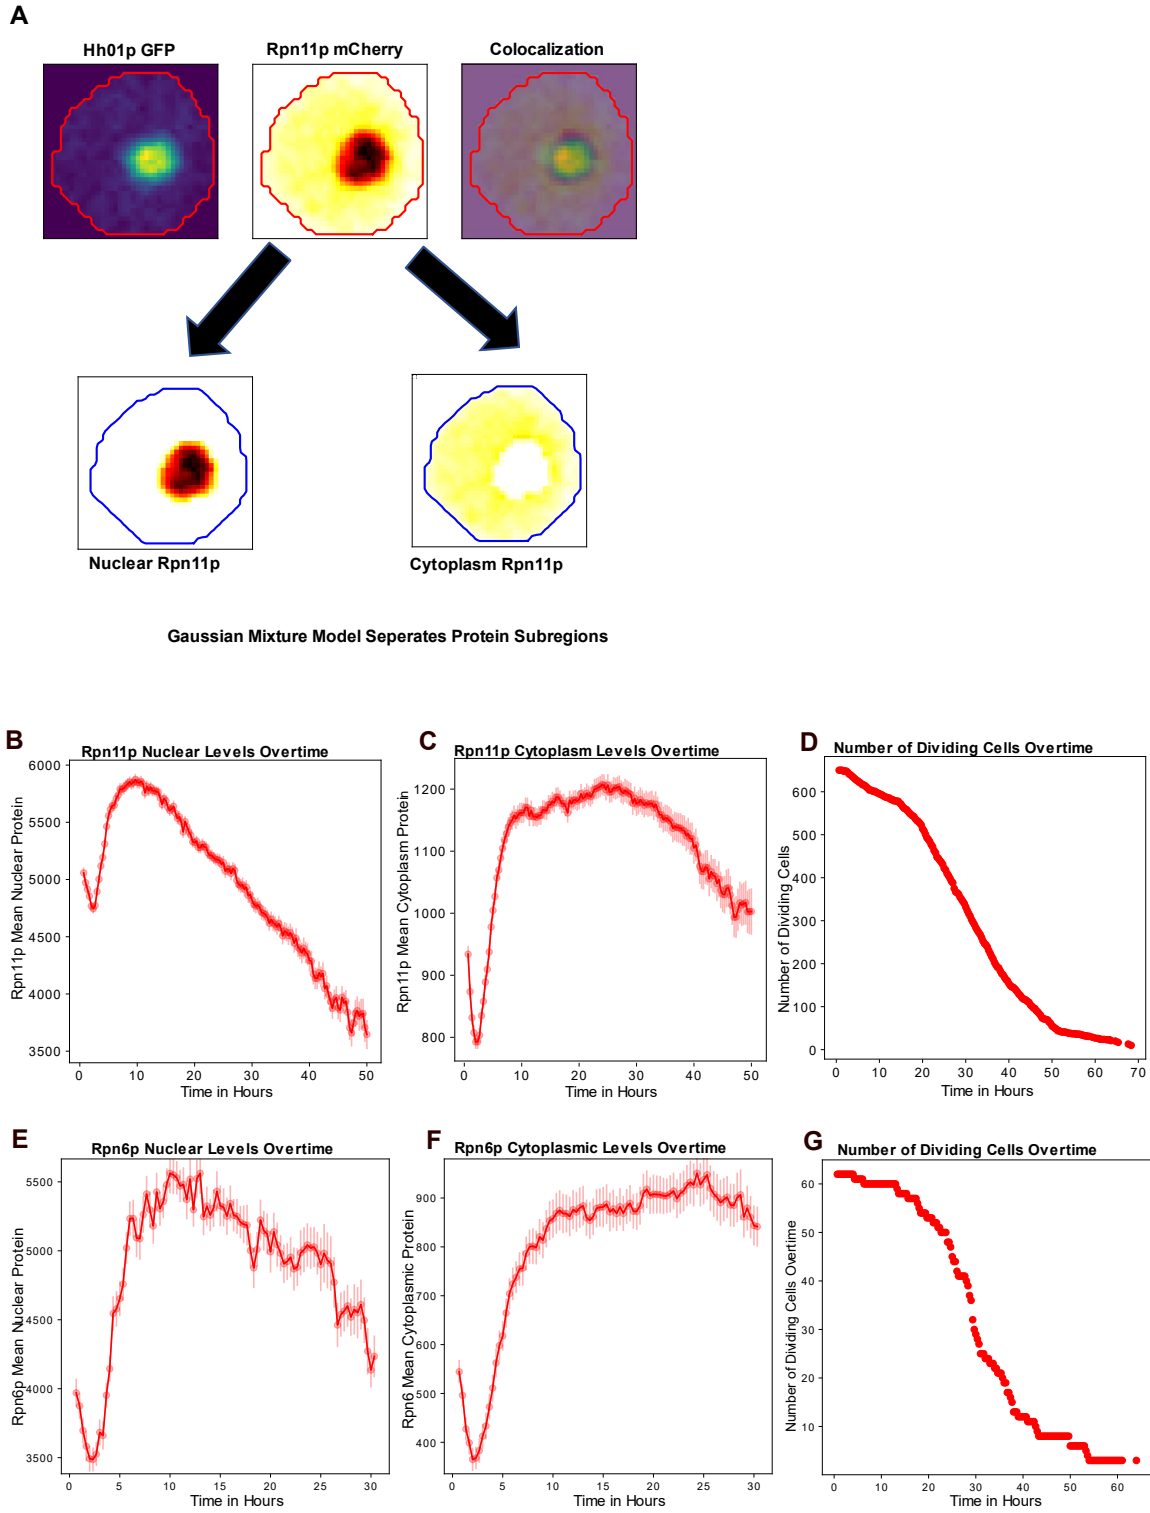 A
Hh01p GFP
Rpn11p mCherry
Colocalization
Nuclear Rpn11p
Cytoplasm Rpn11p
Gaussian Mixture Model Seperates Protein Subregions
B
Rpn11p Nuclear Levels Overtime
Rpn11p Mean Nuclear Protein
6000
5500
5000
4500
4000
3500
0 10 20 30 40 50
Time in Hours
C
Rpn11p Cytoplasm Levels Overtime
Rpn11p Mean Cytoplasm Protein
1200
1100
1000
900
800
0 10 20 30 40 50
Time in Hours
D
Number of Dividing Cells Overtime
Number of Dividing Cells
600
500
400
300
200
100
0
0 10 20 30 40 50 60 70
Time in Hours
E
Rpn6p Nuclear Levels Overtime
Rpn6p Mean Nuclear Protein
5500
5000
4500
4000
3500
0 5 10 15 20 25 30
Time in Hours
F
Rpn6p Cytoplasmic Levels Overtime
Rpn6 Mean Cytoplasmic Protein
900
800
700
600
500
400
0 5 10 15 20 25 30
Time in Hours
G
Number of Dividing Cells Overtime
Number of Dividing Cells Overtime
60
50
40
30
20
10
0 10 20 30 40 50 60
Time in Hours